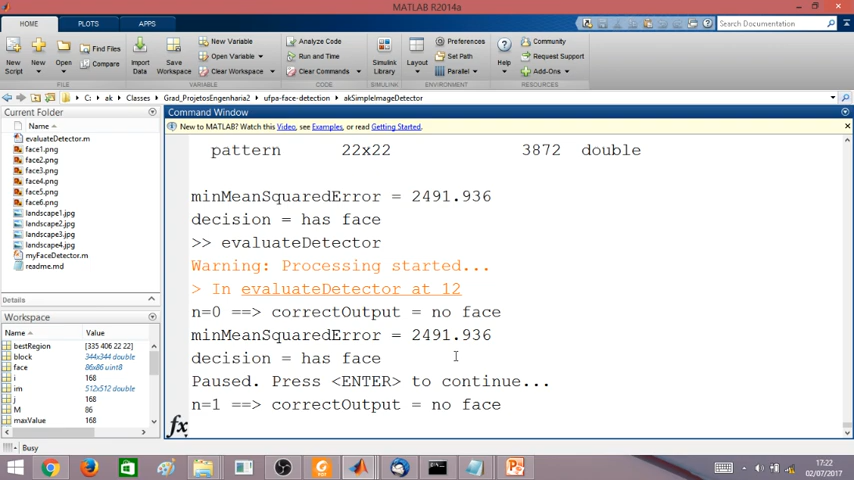 MATLAB R2014a
HOME PLOTS APPS
Search Documentation
New Script
New
Open
Find Files
Compare
Import Data
Save Workspace
New Variable
Open Variable
Clear Workspace
Analyze Code
Run and Time
Clear Commands
Simulink Library
Layout
Preferences
Set Path
Parallel
Help
Community
Request Support
Add-Ons
FILE VARIABLE CODE SIMULINK ENVIRONMENT RESOURCES
C: ak Classes Grad_ProjetosEngenharia2 ufpa-face-detection akSimpleImageDetector
Current Folder
Name
evaluateDetector.m
face1.png
face2.png
face3.png
face4.png
face5.png
face6.png
landscape1.jpg
landscape2.jpg
landscape3.jpg
landscape4.jpg
myFaceDetector.m
readme.md
Details
Workspace
Name Value
bestRegion [335 406 22 22]
block 344x344 double
face 86x86 uint8
i 168
im 512x512 double
j 168
M 86
maxValue 168
Command Window
New to MATLAB? Watch this Video, see Examples, or read Getting Started.
pattern 22x22 3872 double
minMeanSquaredError = 2491.936
decision = has face
>> evaluateDetector
Warning: Processing started...
> In evaluateDetector at 12
n=0 ==> correctOutput = no face
minMeanSquaredError = 2491.936
decision = has face
Paused. Press <ENTER> to continue...
n=1 ==> correctOutput = no face
fx
Busy
17:22
02/07/2017